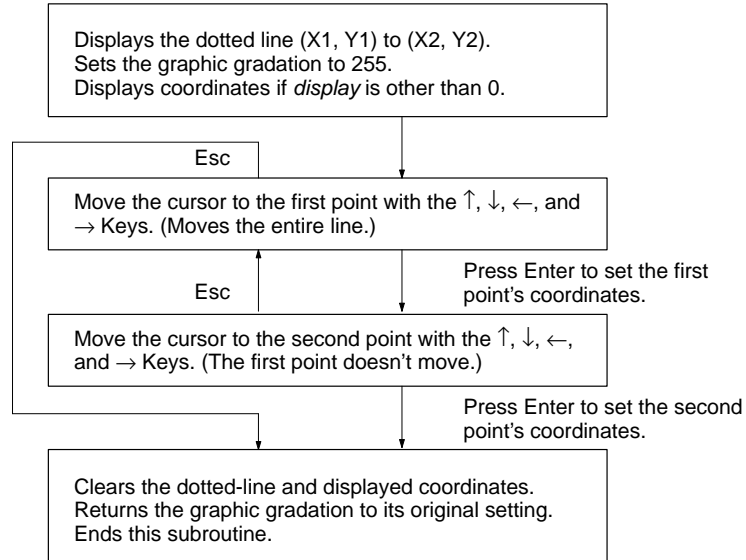 Displays the dotted line (X1, Y1) to (X2, Y2).
Sets the graphic gradation to 255.
Displays coordinates if display is other than 0.
Esc
Move the cursor to the first point with the ↑, ↓, ←, and
→ Keys. (Moves the entire line.)
Press Enter to set the first
point's coordinates.
Esc
Move the cursor to the second point with the ↑, ↓, ←,
and → Keys. (The first point doesn't move.)
Press Enter to set the second
point's coordinates.
Clears the dotted-line and displayed coordinates.
Returns the graphic gradation to its original setting.
Ends this subroutine.